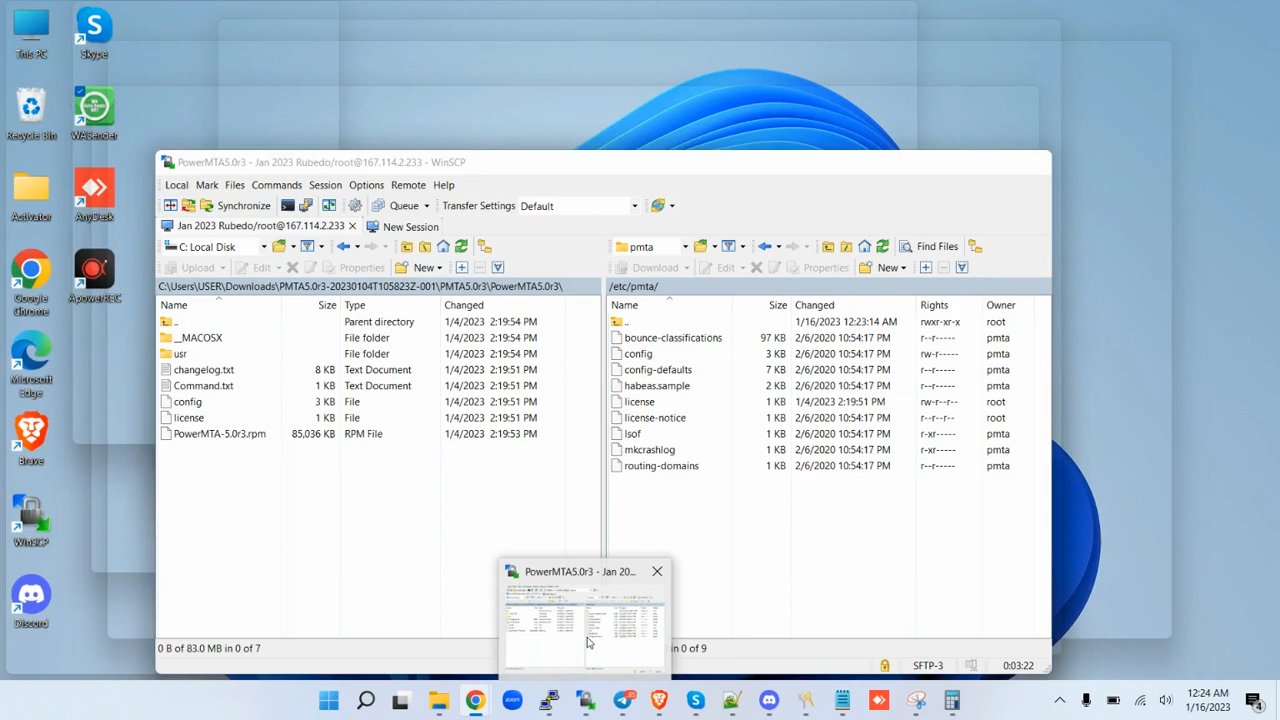 This PC
Skype
Recycle Bin
WASender
Activator
AnyDesk
Google Chrome
ApowerREC
Microsoft Edge
Brave
WinSCP
Discord
PowerMTA5.0r3 - Jan 2023 Rubedo/root@167.114.2.233 - WinSCP
Local Mark Files Commands Session Options Remote Help
Synchronize Queue Transfer Settings Default
Jan 2023 Rubedo/root@167.114.2.233 New Session
C: Local Disk pmta Find Files
Upload Edit Properties New Download Edit Properties New
C:\Users\USER\Downloads\PMTA5.0r3-20230104T105823Z-001\PMTA5.0r3\PowerMTA5.0r3\ /etc/pmta/
Name Size Type Changed Name Size Changed Rights Owner
.. Parent directory 1/4/2023 2:19:54 PM .. 1/16/2023 12:23:14 AM rwxr-xr-x root
__MACOSX File folder 1/4/2023 2:19:54 PM bounce-classifications 97 KB 2/6/2020 10:54:17 PM r--r----- pmta
usr File folder 1/4/2023 2:19:54 PM config 3 KB 2/6/2020 10:54:17 PM rw-r----- pmta
changelog.txt 8 KB Text Document 1/4/2023 2:19:51 PM config-defaults 7 KB 2/6/2020 10:54:17 PM r--r----- pmta
Command.txt 1 KB Text Document 1/4/2023 2:19:51 PM habeas.sample 2 KB 2/6/2020 10:54:17 PM r--r----- pmta
config 3 KB File 1/4/2023 2:19:51 PM license 1 KB 1/4/2023 2:19:51 PM rw-r--r-- root
license 1 KB File 1/4/2023 2:19:51 PM license-notice 1 KB 2/6/2020 10:54:17 PM r--r----- root
PowerMTA-5.0r3.rpm 85,036 KB RPM File 1/4/2023 2:19:53 PM lsof 1 KB 2/6/2020 10:54:17 PM r-xr----- pmta
mkcrashlog 1 KB 2/6/2020 10:54:17 PM r-xr----- pmta
routing-domains 1 KB 2/6/2020 10:54:17 PM r--r----- pmta
PowerMTA5.0r3 - Jan 20...
0 B of 83.0 MB in 0 of 7 n 0 of 9
SFTP-3 0:03:22
12:24 AM
1/16/2023
4